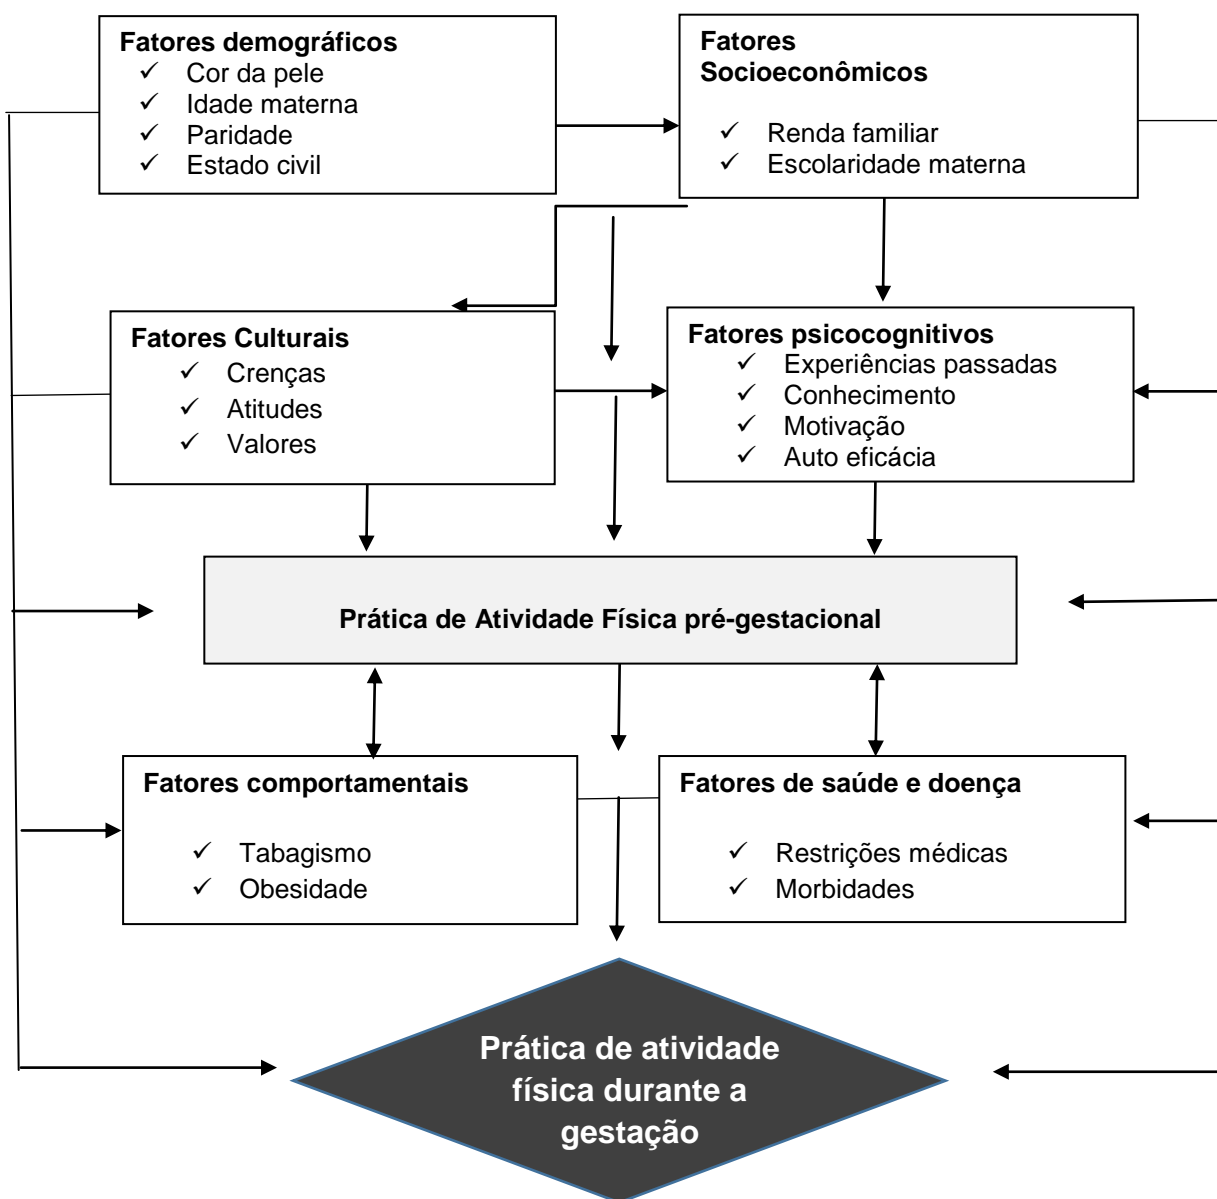 Fatores demográficos
✓ Cor da pele
✓ Idade materna
✓ Paridade
✓ Estado civil
Fatores
Socioeconômicos
✓ Renda familiar
✓ Escolaridade materna
Fatores Culturais
✓ Crenças
✓ Atitudes
✓ Valores
Fatores psicocognitivos
✓ Experiências passadas
✓ Conhecimento
✓ Motivação
✓ Auto eficácia
Prática de Atividade Física pré-gestacional
Fatores comportamentais
✓ Tabagismo
✓ Obesidade
Fatores de saúde e doença
✓ Restrições médicas
✓ Morbidades
Prática de atividade
física durante a
gestação